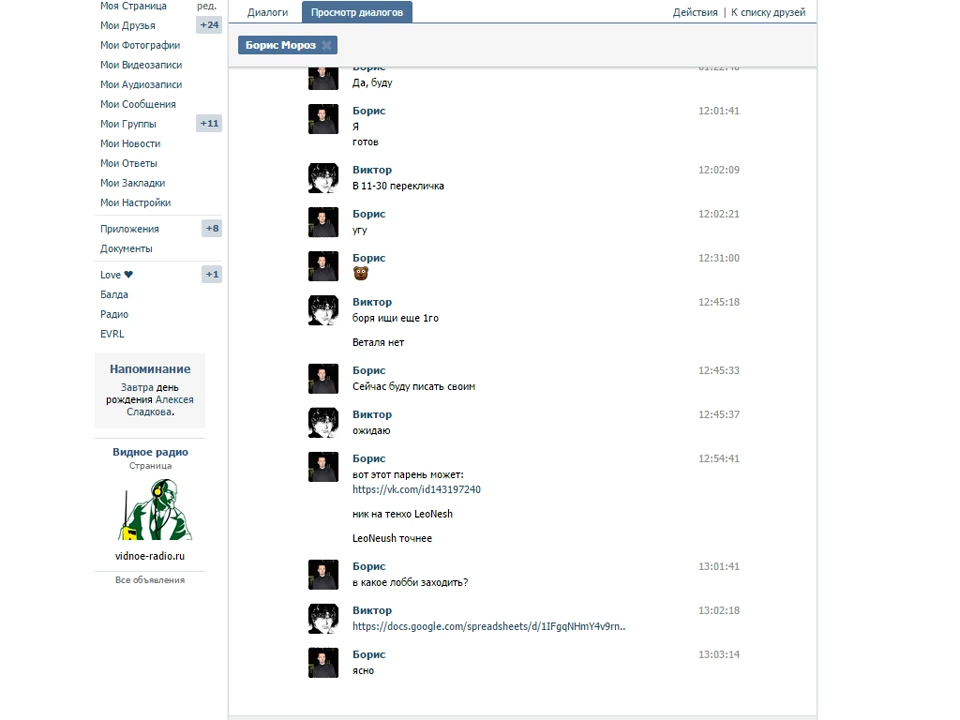 Моя Страница ред.
Мои Друзья +24
Мои Фотографии
Мои Видеозаписи
Мои Аудиозаписи
Мои Сообщения
Мои Группы +11
Мои Новости
Мои Ответы
Мои Закладки
Мои Настройки
Приложения +8
Документы
Love ♥ +1
Балда
Радио
EVRL
Напоминание
Завтра день
рождения Алексея
Сладкова.
Видное радио
Страница
vidnoe-radio.ru
Все объявления
Диалоги Просмотр диалогов Действия | К списку друзей
Борис Мороз
Борис
Да, буду
Борис 12:01:41
Я
готов
Виктор 12:02:09
В 11-30 перекличка
Борис 12:02:21
угу
Борис 12:31:00
Виктор 12:45:18
боря ищи еще 1го
Веталя нет
Борис 12:45:33
Сейчас буду писать своим
Виктор 12:45:37
ожидаю
Борис 12:54:41
вот этот парень может:
https://vk.com/id143197240
ник на тенхо LeoNesh
LeoNeush точнее
Борис 13:01:41
в какое лобби заходить?
Виктор 13:02:18
https://docs.google.com/spreadsheets/d/1IFgqNHmY4v9rn..
Борис 13:03:14
ясно